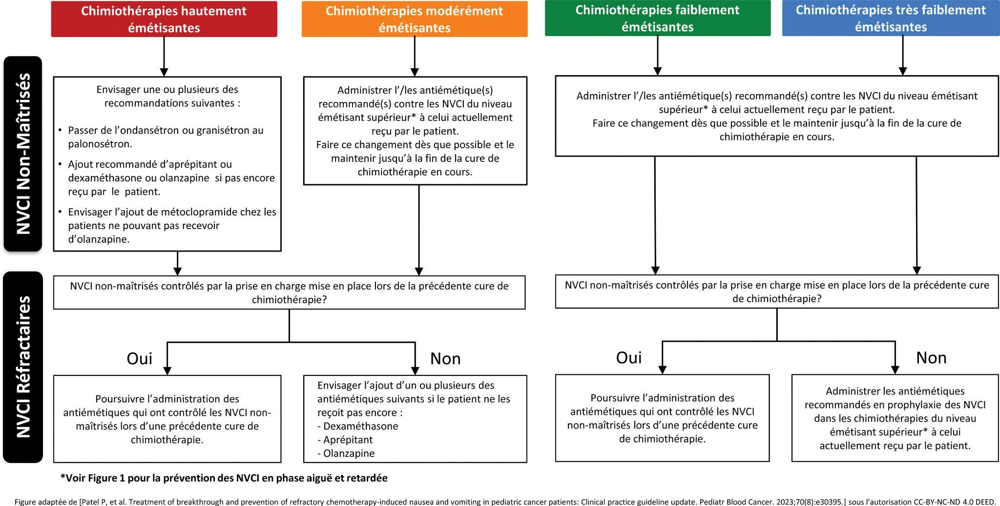 Chimiothérapies hautement
émétisantes
Chimiothérapies modérément
émétisantes
Chimiothérapies faiblement
émétisantes
Chimiothérapies très faiblement
émétisantes
NVCI Non-Maîtrisés
Envisager une ou plusieurs des
recommandations suivantes :
• Passer de l’ondansétron ou granisétron au
palonosétron.
• Ajout recommandé d’aprépitant ou
dexaméthasone ou olanzapine si pas encore
reçu par le patient.
• Envisager l’ajout de métoclopramide chez les
patients ne pouvant pas recevoir
d’olanzapine.
Administrer l’/les antiémétique(s)
recommandé(s) contre les NVCI du niveau
émétisant supérieur* à celui actuellement
reçu par le patient.
Faire ce changement dès que possible et le
maintenir jusqu’à la fin de la cure de
chimiothérapie en cours.
Administrer l’/les antiémétique(s) recommandé(s) contre les NVCI du niveau émétisant
supérieur* à celui actuellement reçu par le patient.
Faire ce changement dès que possible et le maintenir jusqu’à la fin de la cure de
chimiothérapie en cours.
NVCI Réfractaires
NVCI non-maîtrisés contrôlés par la prise en charge mise en place lors de la précédente cure de
chimiothérapie?
NVCI non-maîtrisés contrôlés par la prise en charge mise en place lors de la précédente cure
de chimiothérapie?
Oui
Non
Oui
Non
Poursuivre l’administration des
antiémétiques qui ont contrôlé les NVCI non-
maîtrisés lors d’une précédente cure de
chimiothérapie.
Envisager l’ajout d’un ou plusieurs des
antiémétiques suivants si le patient ne les
reçoit pas encore :
- Dexaméthasone
- Aprépitant
- Olanzapine
Poursuivre l’administration des
antiémétiques qui ont contrôlé les NVCI
non-maîtrisés lors d’une précédente cure
de chimiothérapie.
Administrer les antiémétiques
recommandés en prophylaxie des NVCI
dans les chimiothérapies du niveau
émétisant supérieur* à celui
actuellement reçu par le patient.
*Voir Figure 1 pour la prévention des NVCI en phase aiguë et retardée
Figure adaptée de [Patel P, et al. Treatment of breakthrough and prevention of refractory chemotherapy-induced nausea and vomiting in pediatric cancer patients: Clinical practice guideline update. Pediatr Blood Cancer. 2023;70(8):e30395.] sous l’autorisation CC-BY-NC-ND 4.0 DEED.